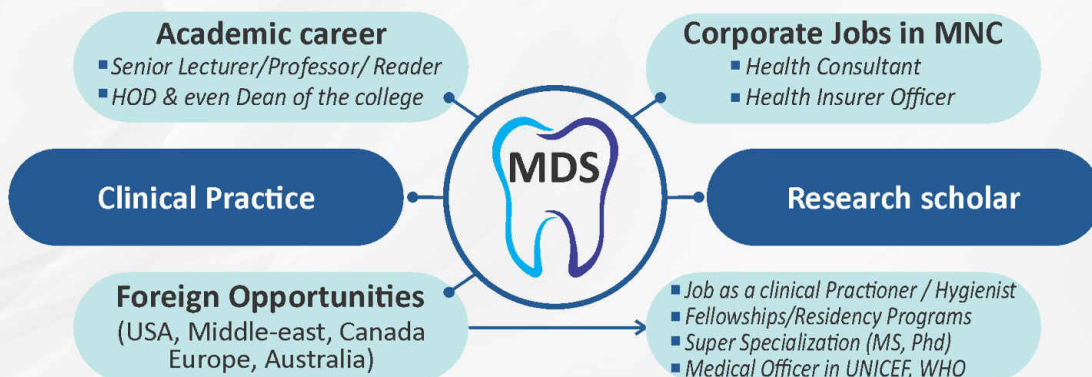 Academic career
▪ Senior Lecturer/Professor/ Reader
▪ HOD & even Dean of the college
Corporate Jobs in MNC
▪ Health Consultant
▪ Health Insurer Officer
Clinical Practice
MDS
Research scholar
Foreign Opportunities
(USA, Middle-east, Canada
Europe, Australia)
▪ Job as a clinical Practioner / Hygienist
▪ Fellowships/Residency Programs
▪ Super Specialization (MS, Phd)
▪ Medical Officer in UNICEF, WHO